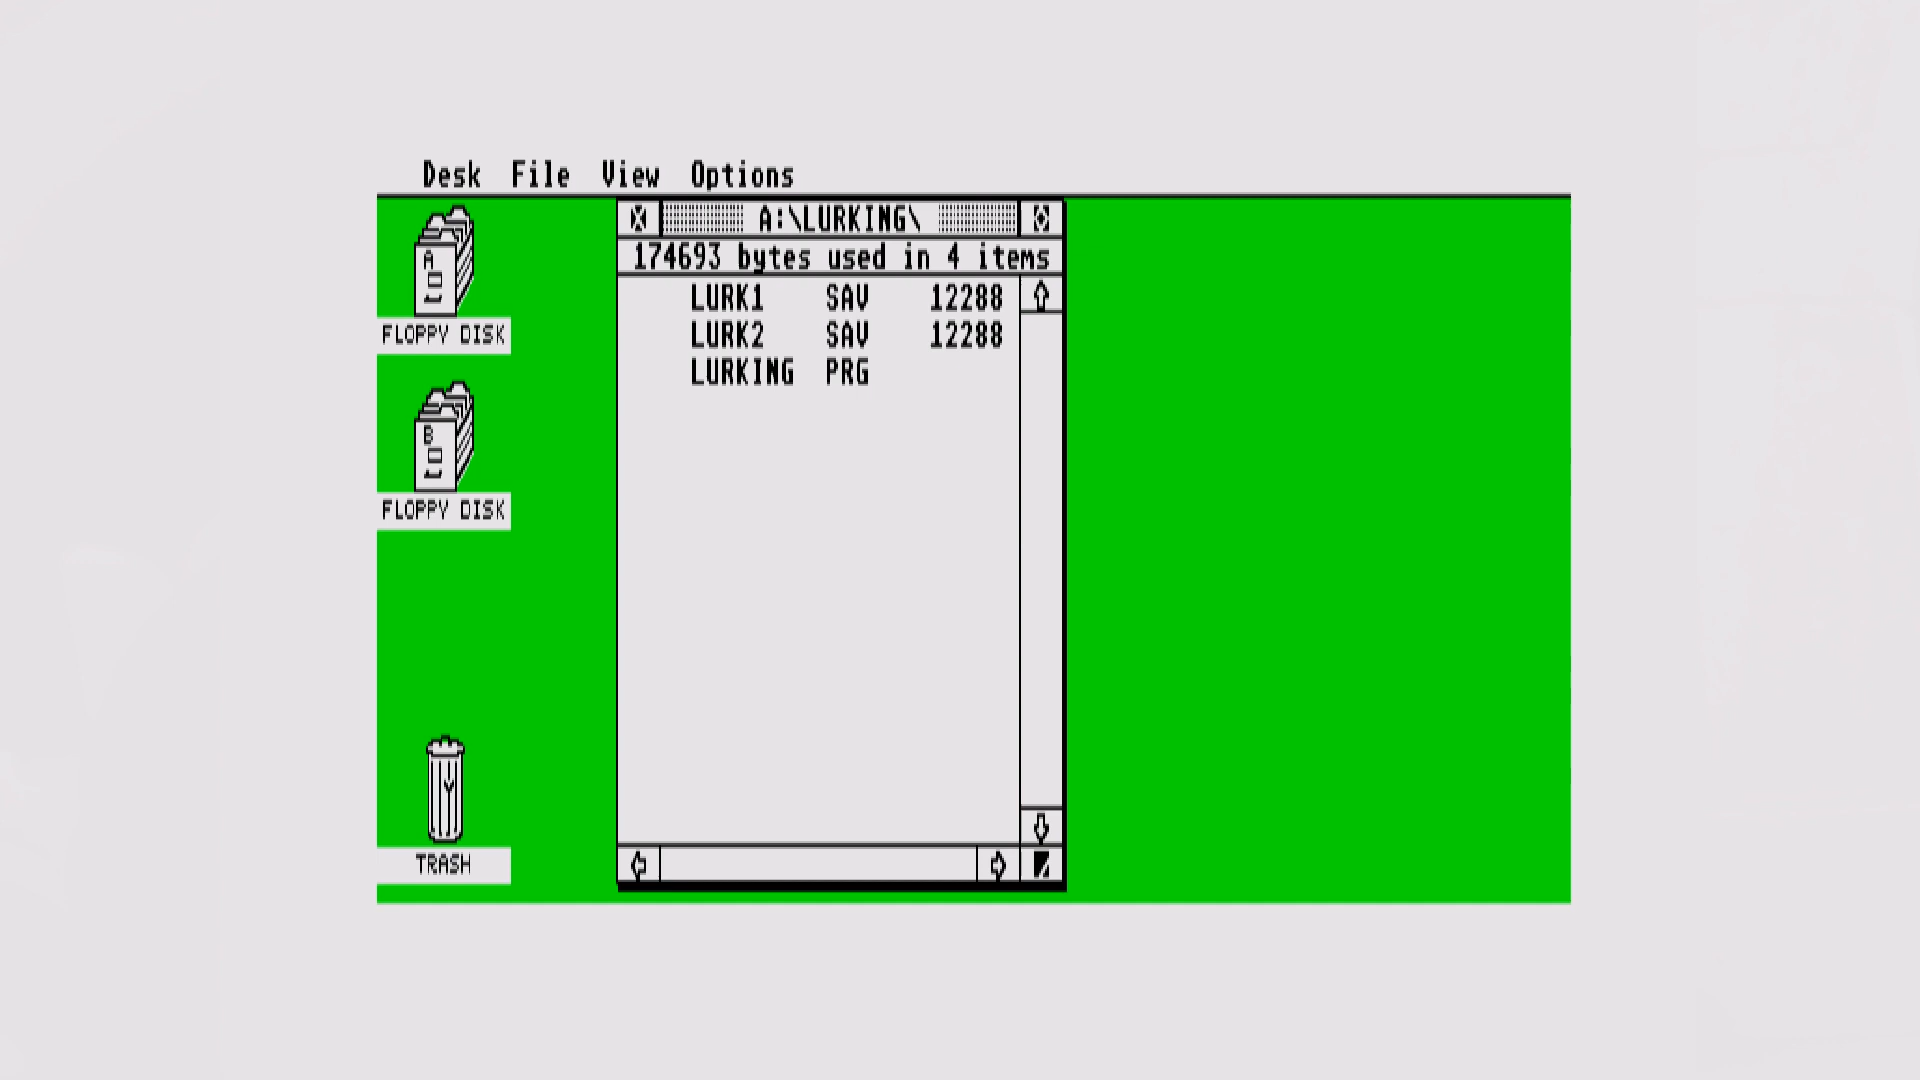 Desk File View Options
A:\LURKING\
174693 bytes used in 4 items
LURK1 SAV 12288
LURK2 SAV 12288
LURKING PRG
A
FLOPPY DISK
B
FLOPPY DISK
TRASH